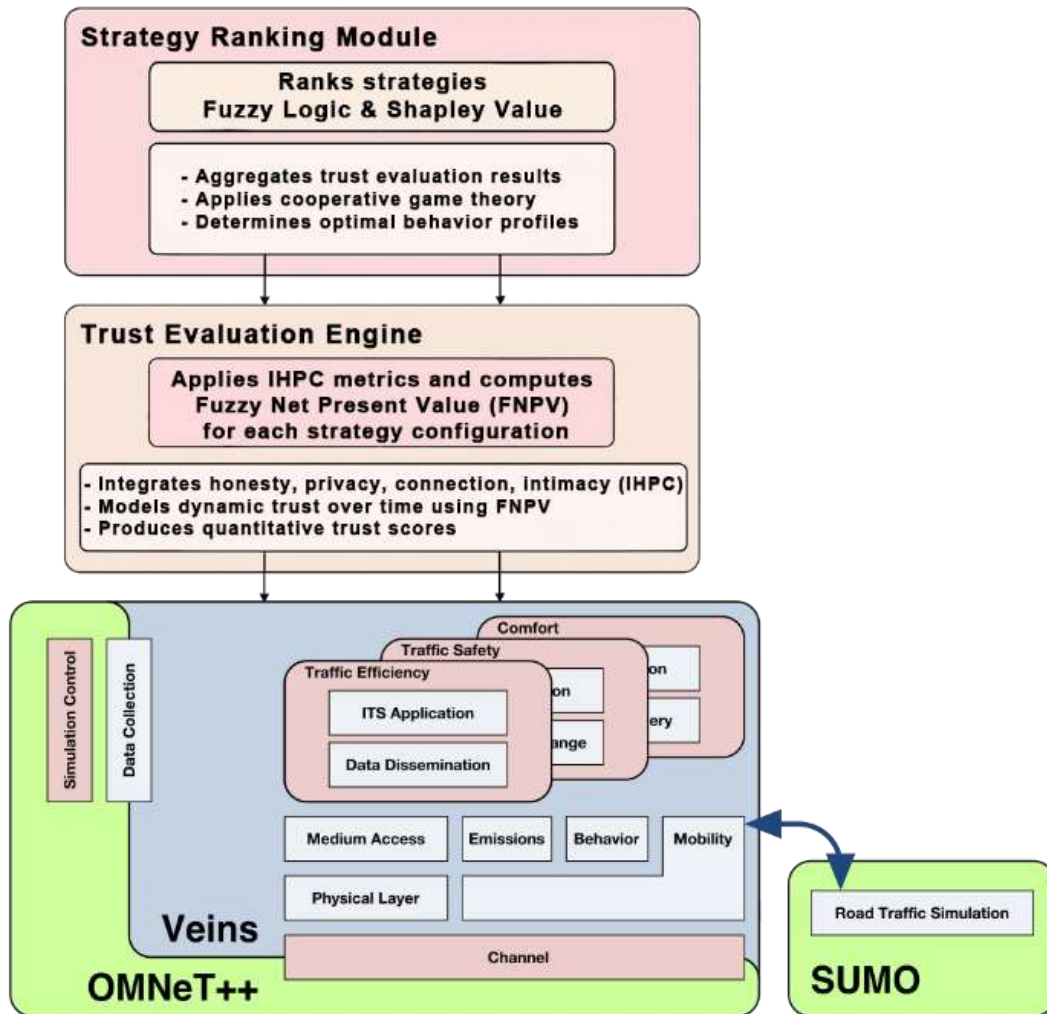 Strategy Ranking Module
Ranks strategies
Fuzzy Logic & Shapley Value
- Aggregates trust evaluation results
- Applies cooperative game theory
- Determines optimal behavior profiles
Trust Evaluation Engine
Applies IHPC metrics and computes
Fuzzy Net Present Value (FNPV)
for each strategy configuration
- Integrates honesty, privacy, connection, intimacy (IHPC)
- Models dynamic trust over time using FNPV
- Produces quantitative trust scores
Simulation Control
Data Collection
Comfort
on
ery
Traffic Safety
on
ange
Traffic Efficiency
ITS Application
Data Dissemination
Medium Access
Emissions
Behavior
Mobility
Physical Layer
Veins
Channel
OMNeT++
Road Traffic Simulation
SUMO